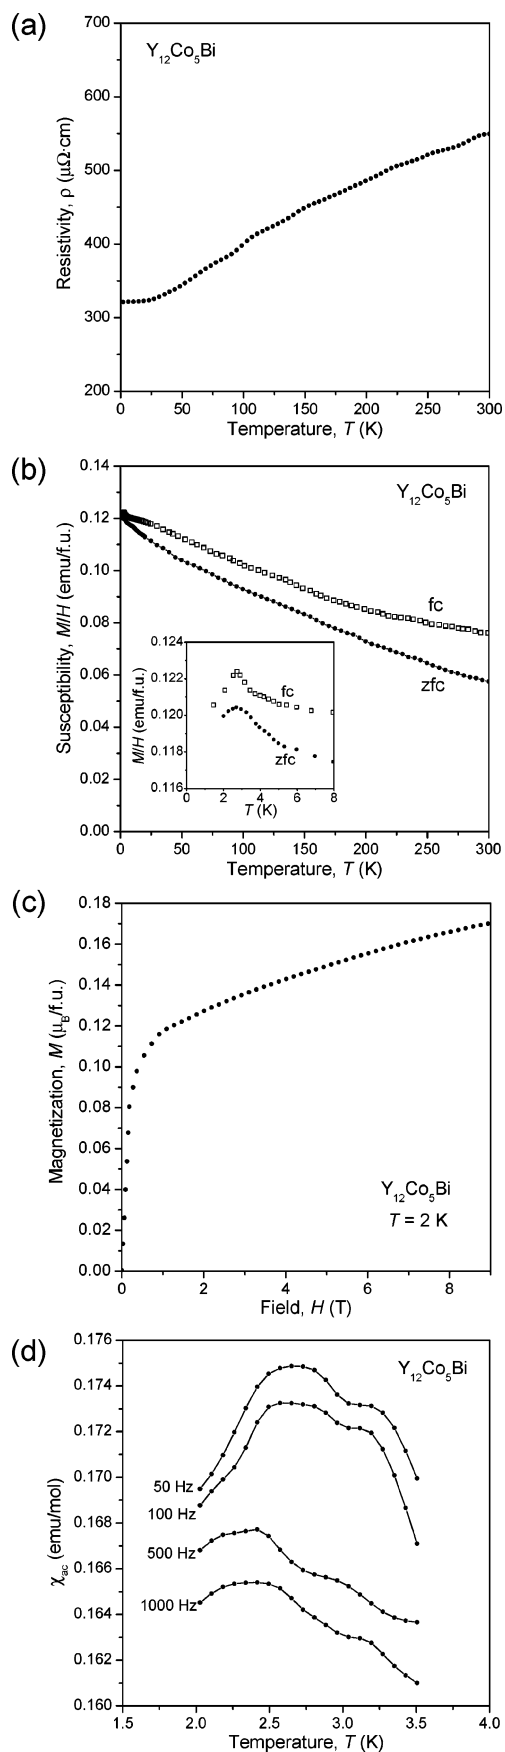 (a)
700
600
500
400
300
200
Resistivity, ρ (μΩ·cm)
Y12Co5Bi
0 50 100 150 200 250 300
Temperature, T (K)
(b)
0.14
0.12
0.10
0.08
0.06
0.04
0.02
0.00
Susceptibility, M/H (emu/f.u.)
Y12Co5Bi
fc
zfc
0.124
0.122
0.120
0.118
0.116
M/H (emu/f.u.)
fc
zfc
0 2 4 6 8
T (K)
0 50 100 150 200 250 300
Temperature, T (K)
(c)
0.18
0.16
0.14
0.12
0.10
0.08
0.06
0.04
0.02
0.00
Magnetization, M (μB/f.u.)
Y12Co5Bi
T = 2 K
0 2 4 6 8
Field, H (T)
(d)
0.176
0.174
0.172
0.170
0.168
0.166
0.164
0.162
0.160
χac (emu/mol)
Y12Co5Bi
50 Hz
100 Hz
500 Hz
1000 Hz
1.5 2.0 2.5 3.0 3.5 4.0
Temperature, T (K)